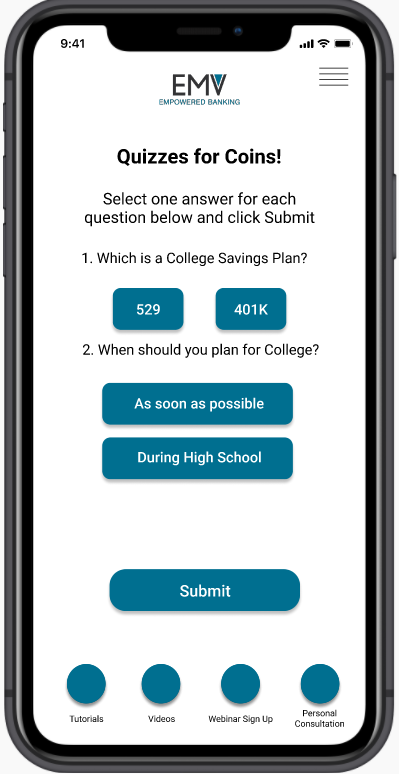 9:41
EMV
EMPOWERED BANKING
Quizzes for Coins!
Select one answer for each
question below and click Submit
1. Which is a College Savings Plan?
529 401K
2. When should you plan for College?
As soon as possible
During High School
Submit
Tutorials Videos Webinar Sign Up Personal
Consultation